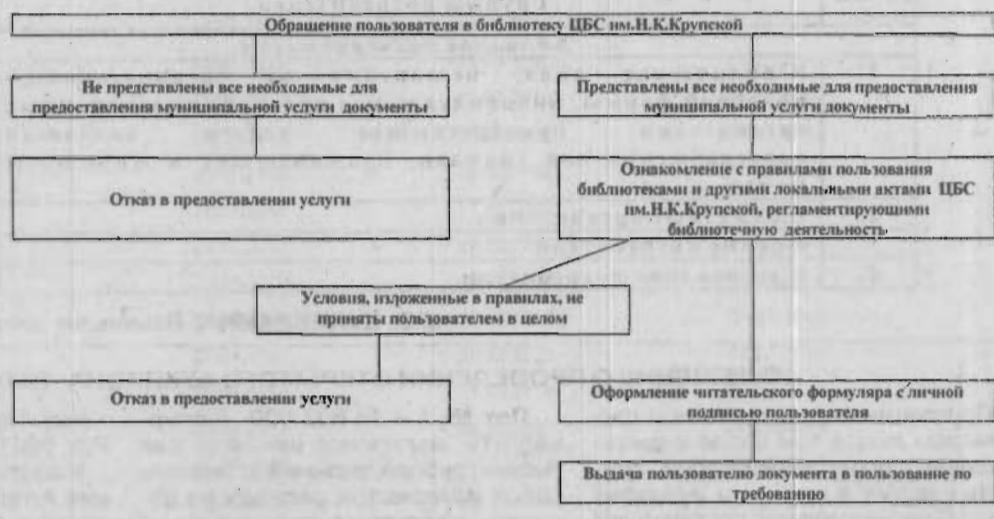 Обращение пользователя в библиотеку ЦБС им.Н.К.Крупской
Не представлены все необходимые для
предоставления муниципальной услуги документы
Представлены все необходимые для предоставления
муниципальной услуги документы
Отказ в предоставлении услуги
Ознакомление с правилами пользования
библиотеками и другими локальными актами ЦБС
им.Н.К.Крупской, регламентирующими
библиотечную деятельность
Условия, изложенные в правилах, не
приняты пользователем в целом
Отказ в предоставлении услуги
Оформление читательского формуляра с личной
подписью пользователя
Выдача пользователю документа в пользование по
требованию